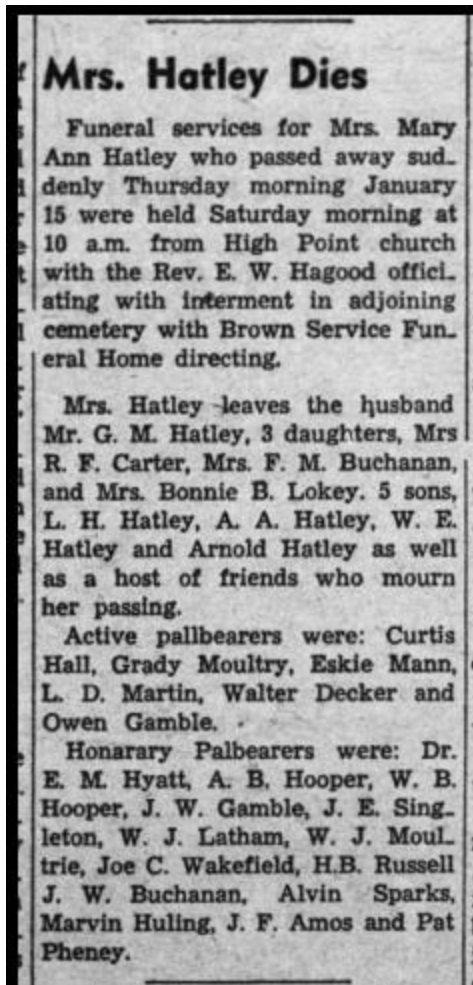 Mrs. Hatley Dies
Funeral services for Mrs. Mary
Ann Hatley who passed away sud-
denly Thursday morning January
15 were held Saturday morning at
10 a.m. from High Point church
with the Rev. E. W. Hagood offici-
ating with interment in adjoining
cemetery with Brown Service Fun-
eral Home directing.
Mrs. Hatley leaves the husband
Mr. G. M. Hatley, 3 daughters, Mrs
R. F. Carter, Mrs. F. M. Buchanan,
and Mrs. Bonnie B. Lokey. 5 sons,
L. H. Hatley, A. A. Hatley, W. E.
Hatley and Arnold Hatley as well
as a host of friends who mourn
her passing.
Active pallbearers were: Curtis
Hall, Grady Moultry, Eskie Mann,
L. D. Martin, Walter Decker and
Owen Gamble.
Honarary Palbearers were: Dr.
E. M. Hyatt, A. B. Hooper, W. B.
Hooper, J. W. Gamble, J. E. Sing-
leton, W. J. Latham, W. J. Moul-
trie, Joe C. Wakefield, H.B. Russell
J. W. Buchanan, Alvin Sparks,
Marvin Huling, J. F. Amos and Pat
Pheney.